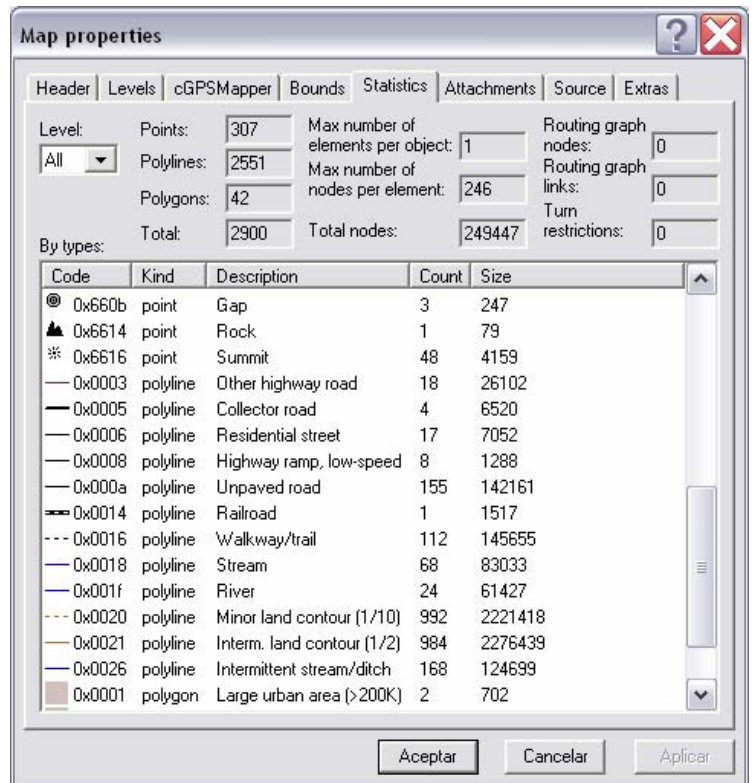 Map properties
Header Levels cGPSMapper Bounds Statistics Attachments Source Extras
Level:
All
Points: 307
Polylines: 2551
Polygons: 42
Total: 2900
Max number of
elements per object: 1
Max number of
nodes per element: 246
Total nodes: 249447
Routing graph
nodes: 0
Routing graph
links: 0
Turn
restrictions: 0
By types:
Code Kind Description Count Size
0x660b point Gap 3 247
0x6614 point Rock 1 79
0x6616 point Summit 48 4159
0x0003 polyline Other highway road 18 26102
0x0005 polyline Collector road 4 6520
0x0006 polyline Residential street 17 7052
0x0008 polyline Highway ramp, low-speed 8 1288
0x000a polyline Unpaved road 155 142161
0x0014 polyline Railroad 1 1517
0x0016 polyline Walkway/trail 112 145655
0x0018 polyline Stream 68 83033
0x001f polyline River 24 61427
0x0020 polyline Minor land contour (1/10) 992 2221418
0x0021 polyline Interm. land contour (1/2) 984 2276439
0x0026 polyline Intermittent stream/ditch 168 124699
0x0001 polygon Large urban area (>200K) 2 702
Aceptar Cancelar Aplicar